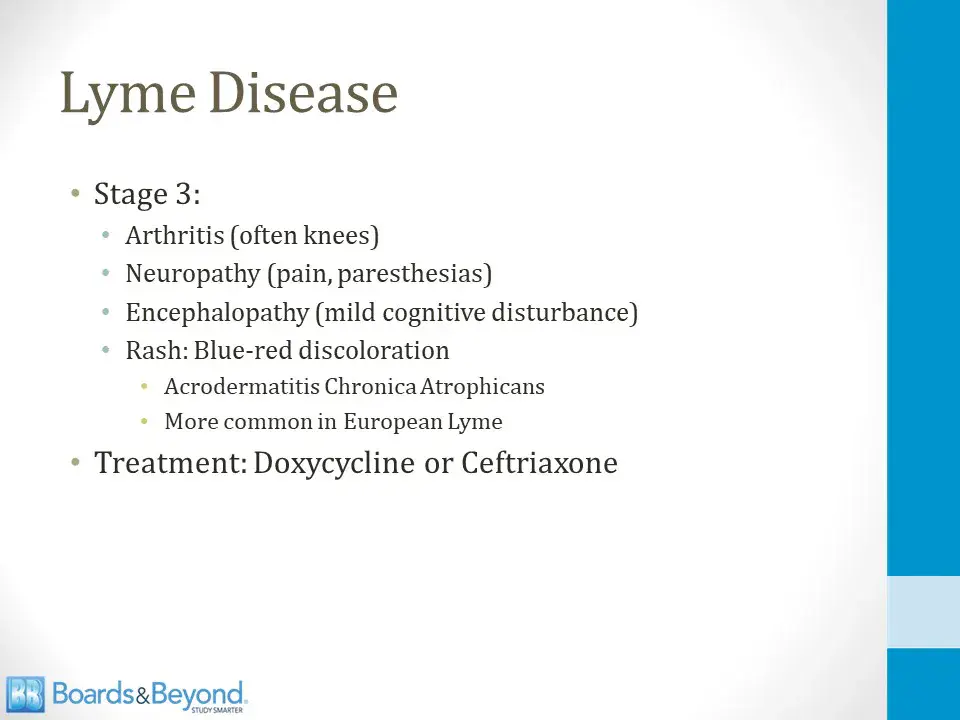 Lyme Disease
• Stage 3:
• Arthritis (often knees)
• Neuropathy (pain, paresthesias)
• Encephalopathy (mild cognitive disturbance)
• Rash: Blue-red discoloration
• Acrodermatitis Chronica Atrophicans
• More common in European Lyme
• Treatment: Doxycycline or Ceftriaxone
BB Boards&Beyond.
STUDY SMARTER